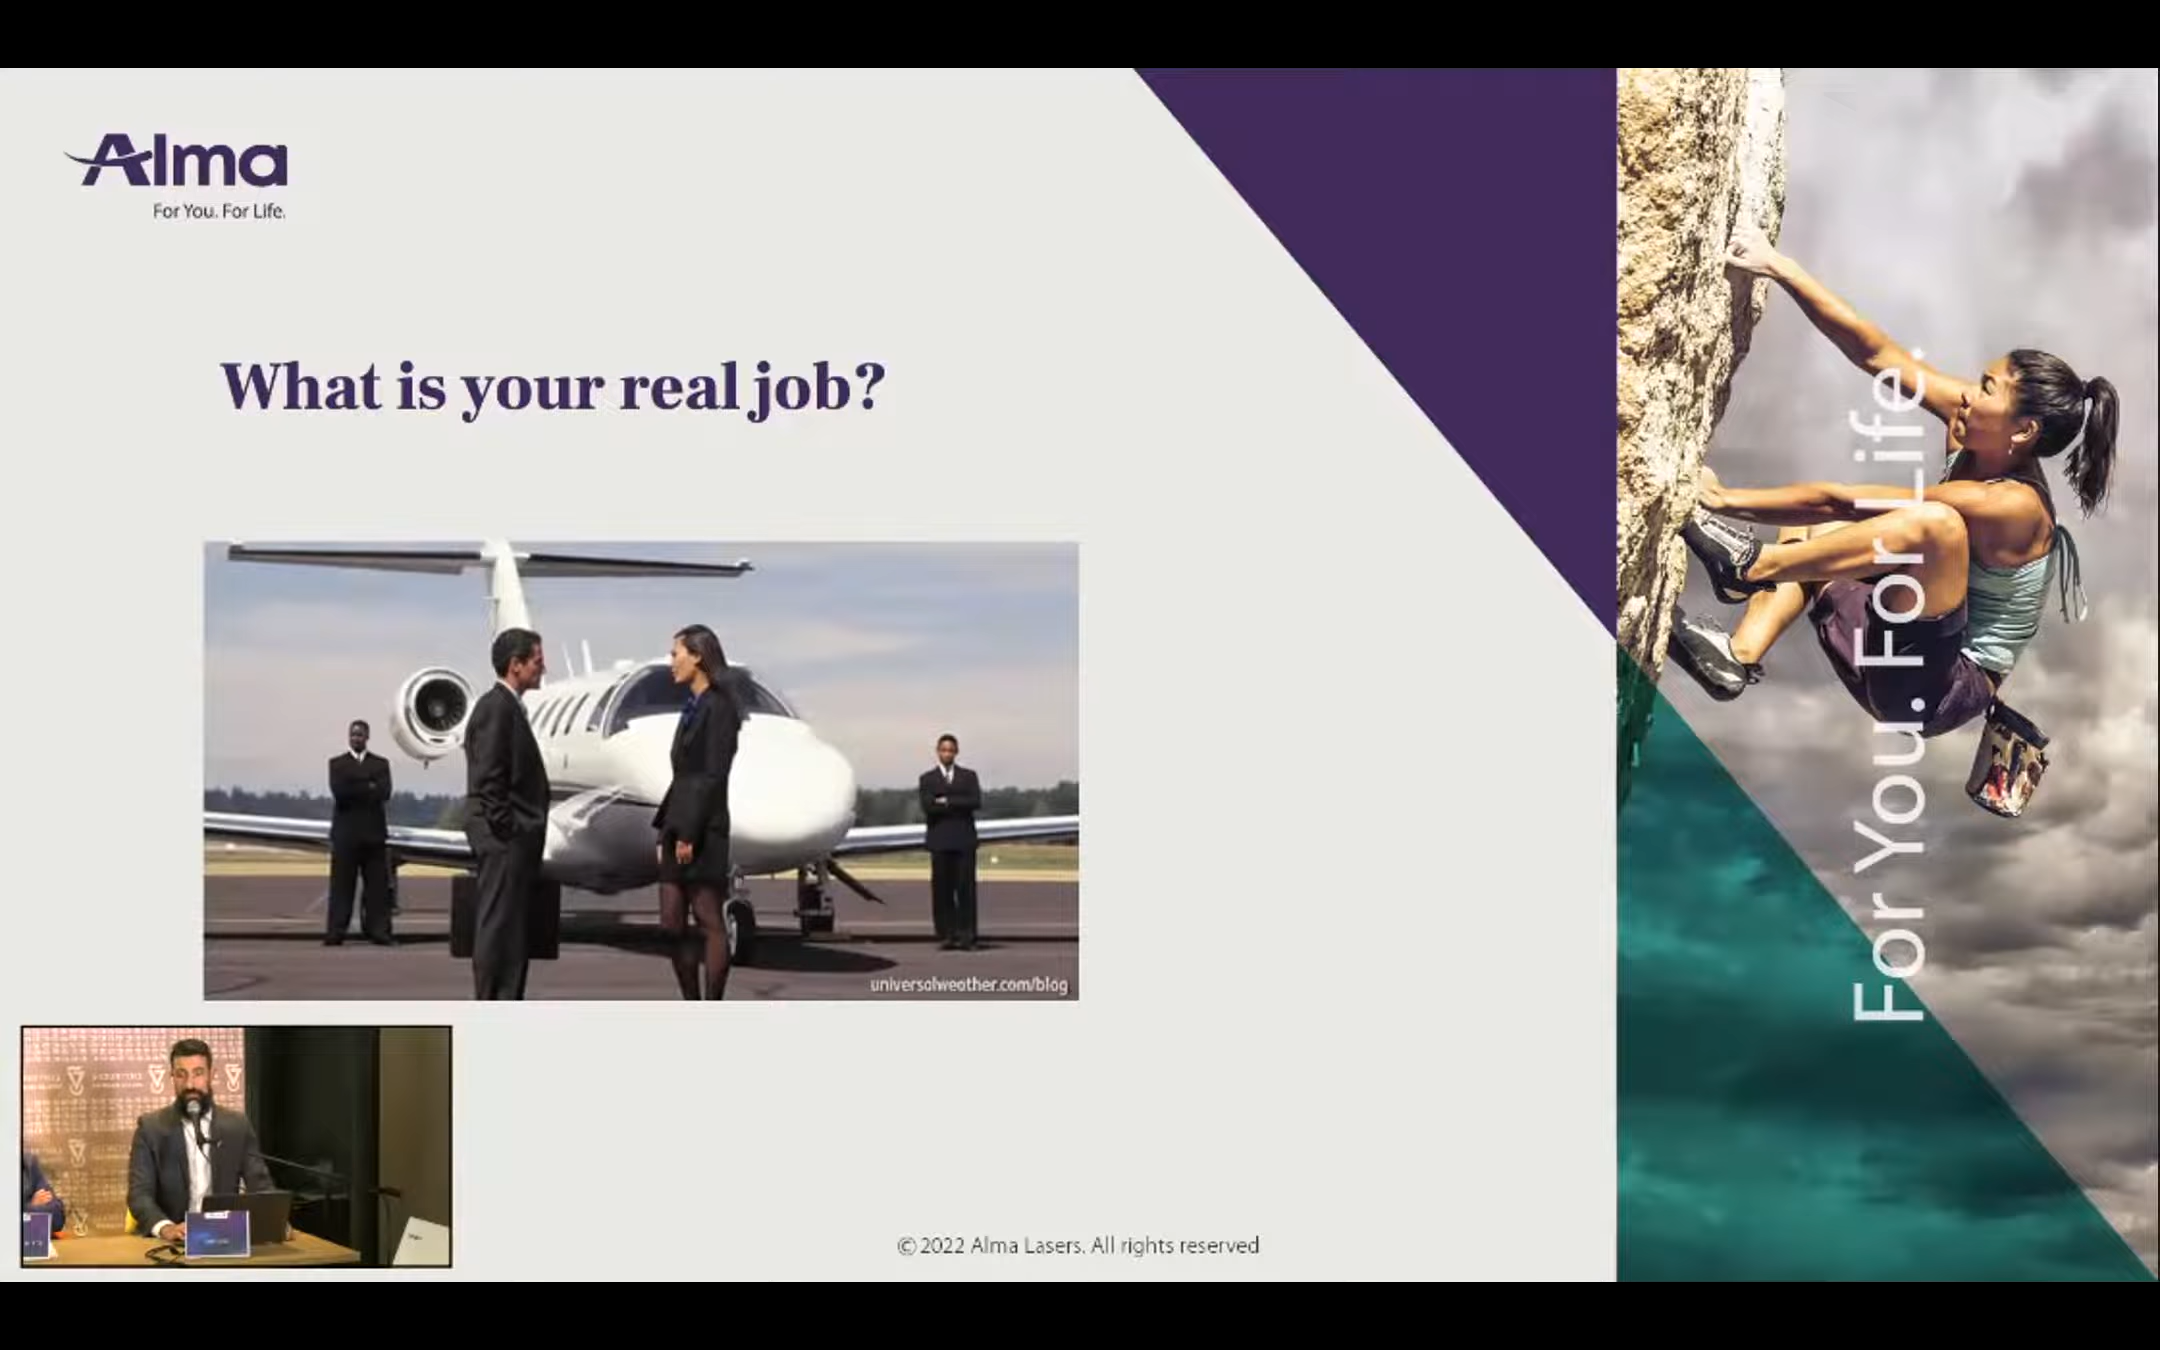 Alma
For You. For Life.
What is your real job?
universalweather.com/blog
© 2022 Alma Lasers. All rights reserved
For You. For Life.